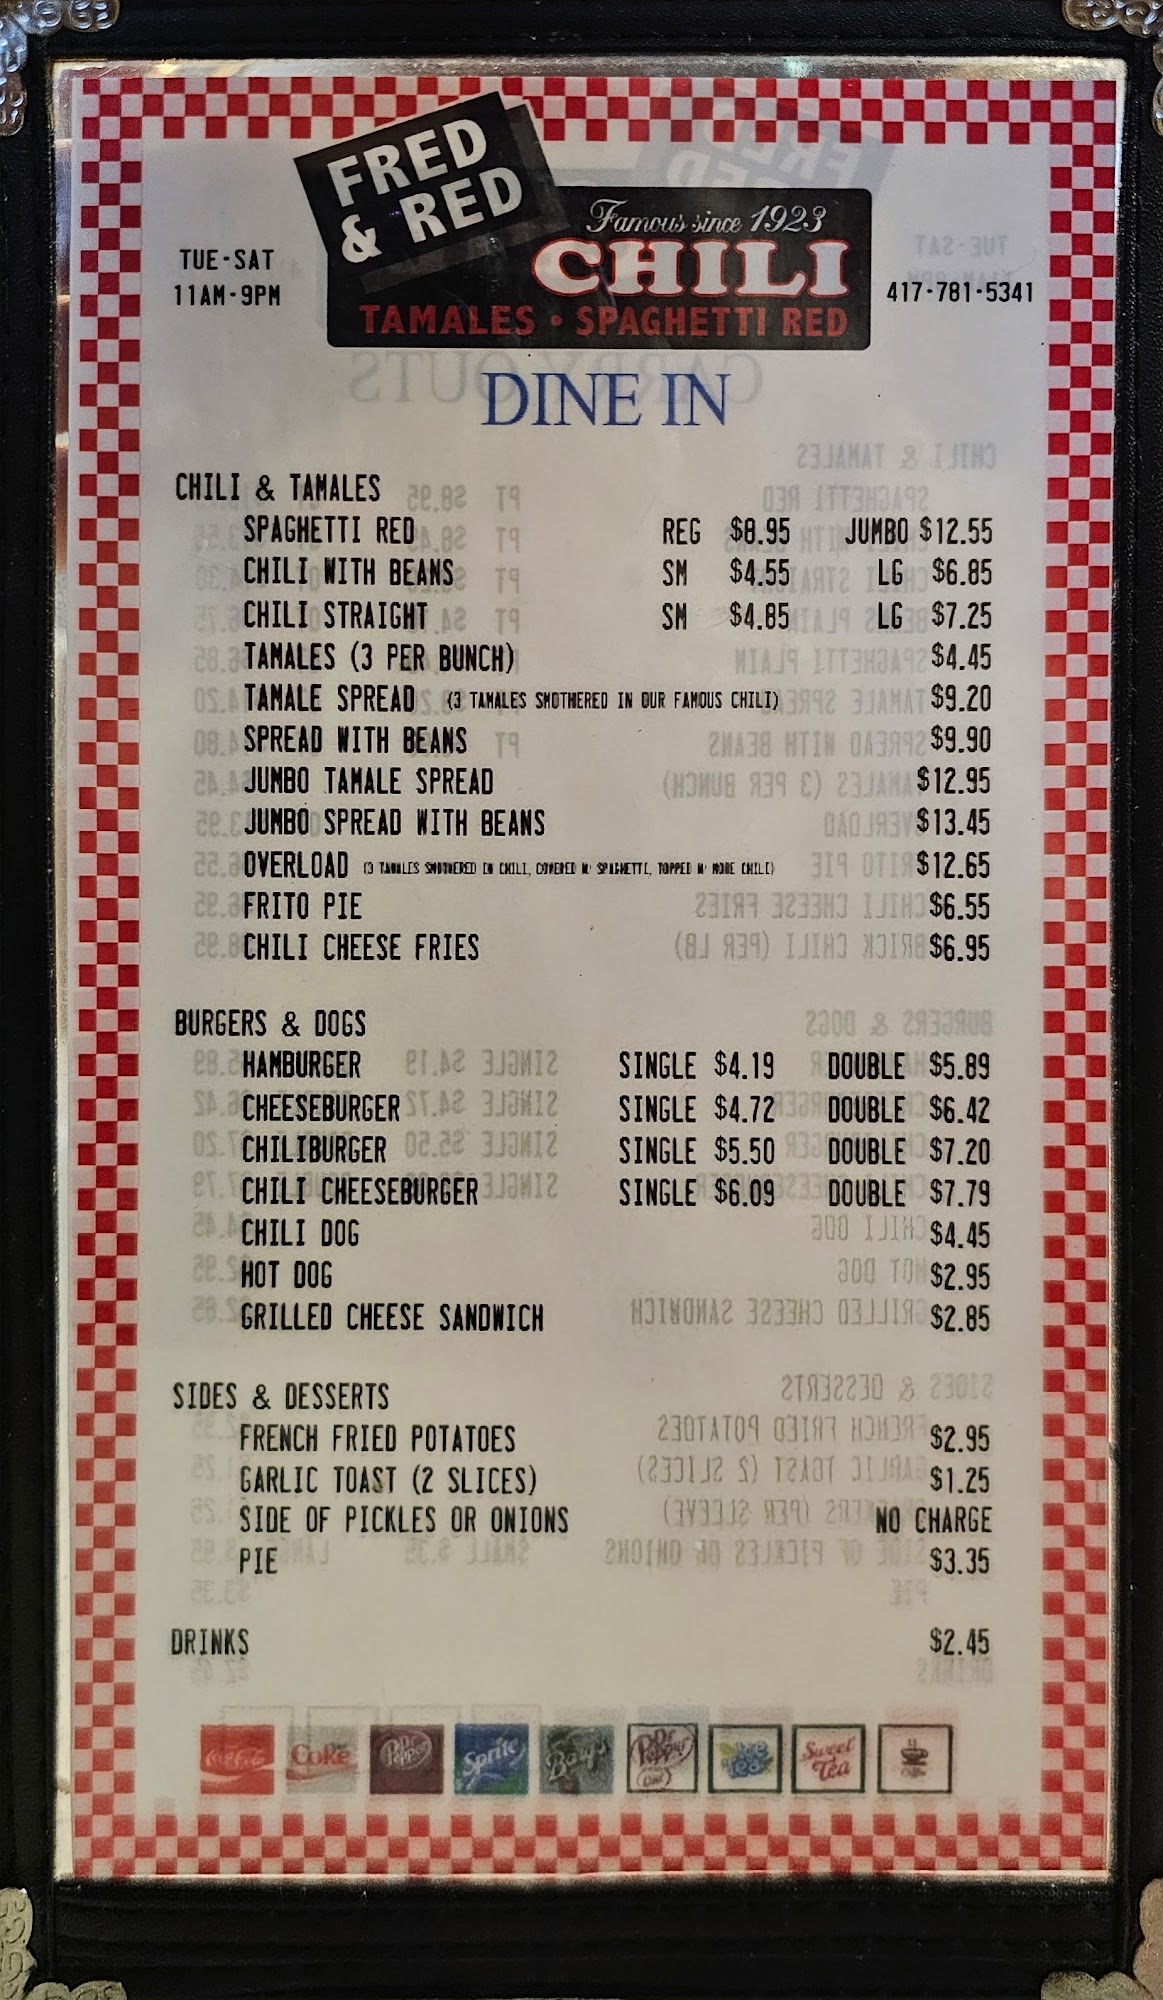 FRED
& RED
Famous since 1923
CHILI
TAMALES • SPAGHETTI RED
TUE-SAT
11AM-9PM
417-781-5341
DINE IN
CHILI & TAMALES
SPAGHETTI RED REG $8.95 JUMBO $12.55
CHILI WITH BEANS SM $4.55 LG $6.85
CHILI STRAIGHT SM $4.85 LG $7.25
TAMALES (3 PER BUNCH) $4.45
TAMALE SPREAD (3 TAMALES SMOTHERED IN OUR FAMOUS CHILI) $9.20
SPREAD WITH BEANS $9.90
JUMBO TAMALE SPREAD $12.95
JUMBO SPREAD WITH BEANS $13.45
OVERLOAD (3 TAMALES SMOTHERED IN CHILI, COVERED W/ SPAGHETTI, TOPPED W/ MORE CHILI) $12.65
FRITO PIE $6.55
CHILI CHEESE FRIES $6.95
BURGERS & DOGS
HAMBURGER SINGLE $4.19 DOUBLE $5.89
CHEESEBURGER SINGLE $4.72 DOUBLE $6.42
CHILIBURGER SINGLE $5.50 DOUBLE $7.20
CHILI CHEESEBURGER SINGLE $6.09 DOUBLE $7.79
CHILI DOG $4.45
HOT DOG $2.95
GRILLED CHEESE SANDWICH $2.85
SIDES & DESSERTS
FRENCH FRIED POTATOES $2.95
GARLIC TOAST (2 SLICES) $1.25
SIDE OF PICKLES OR ONIONS NO CHARGE
PIE $3.35
DRINKS $2.45
Coca-Cola Coke Dr Pepper Sprite Barq's Dr Pepper Diet Sweet Tea